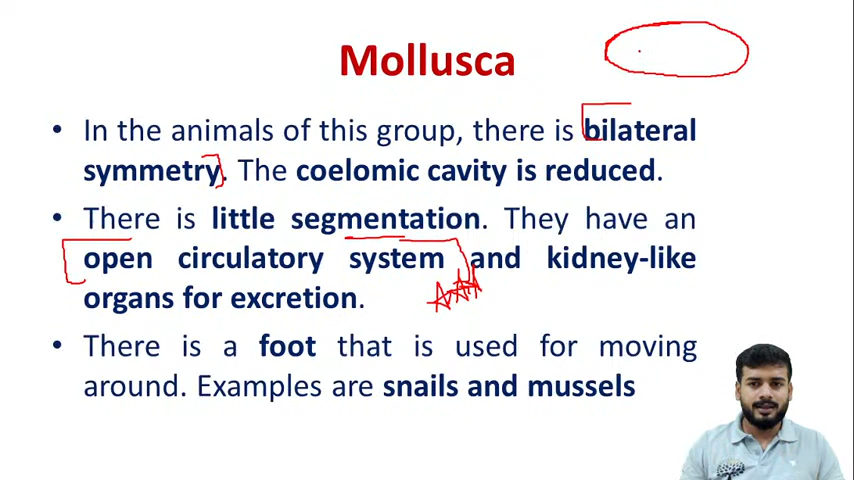 Mollusca
• In the animals of this group, there is bilateral
symmetry. The coelomic cavity is reduced.
• There is little segmentation. They have an
open circulatory system and kidney-like
organs for excretion.
• There is a foot that is used for moving
around. Examples are snails and mussels